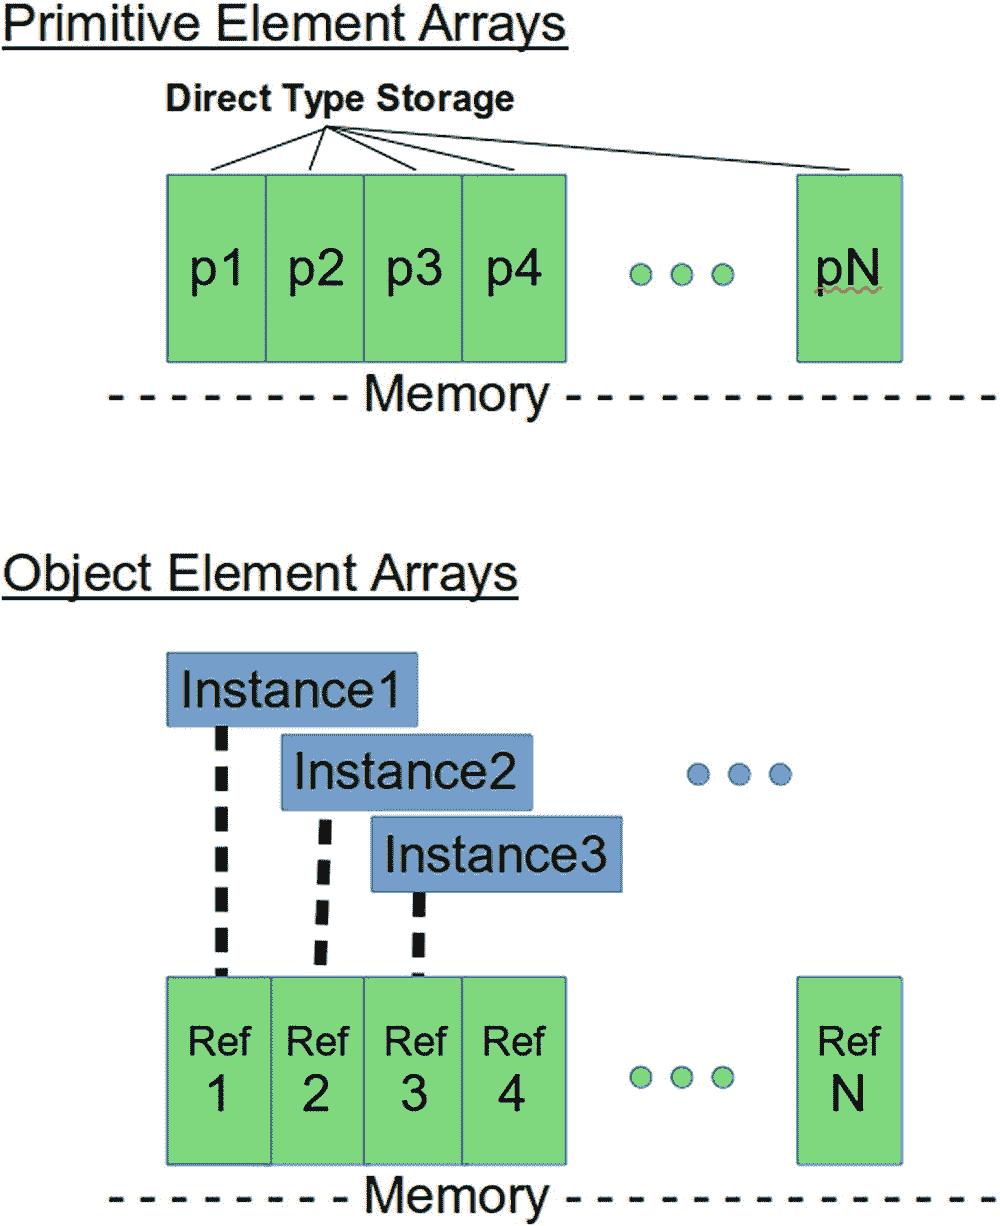 Primitive Element Arrays
Direct Type Storage
p1 p2 p3 p4 pN
- - - - - - - - Memory - - - - - - - - - - - - - - -
Object Element Arrays
Instance1
Instance2
Instance3
Ref Ref Ref Ref Ref
1 2 3 4 N
- - - - - - - - Memory - - - - - - - - - - - - - - -